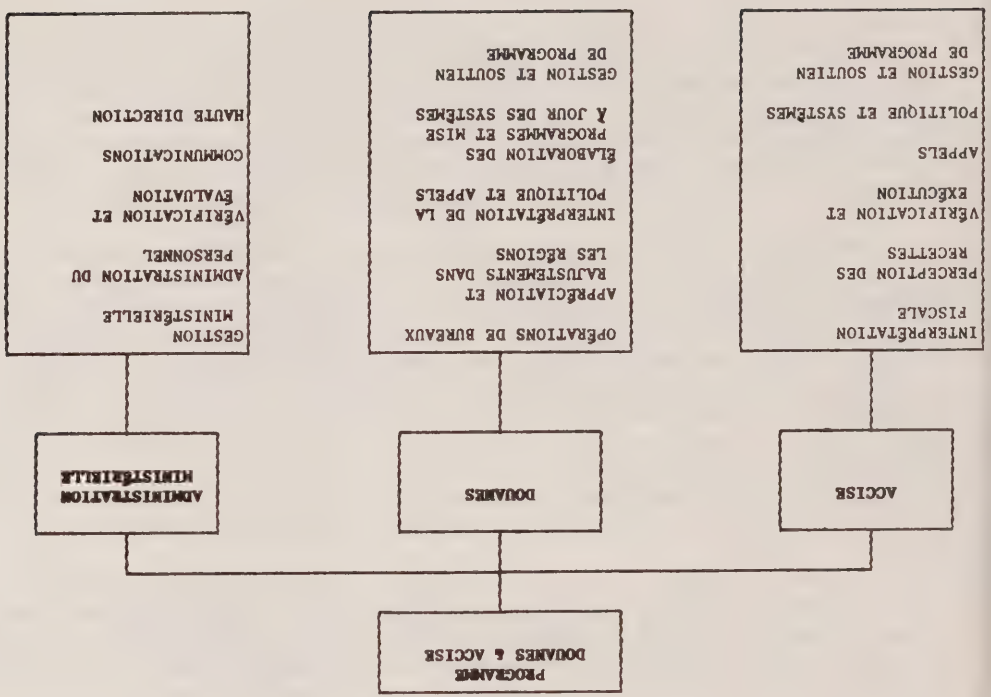 PROGRAMME
DOUANES & ACCISE
ACCISE
DOUANES
ADMINISTRATION
MINISTÉRIELLE
INTERPRÉTATION
FISCALE
PERCEPTION DES
RECETTES
VÉRIFICATION ET
EXÉCUTION
APPELS
POLITIQUE ET SYSTÈMES
GESTION ET SOUTIEN
DE PROGRAMME
OPÉRATIONS DE BUREAUX
APPRÉCIATION ET
RAJUSTEMENTS DANS
LES RÉGIONS
INTERPRÉTATION DE LA
POLITIQUE ET APPELS
ÉLABORATION DES
PROGRAMMES ET MISE
À JOUR DES SYSTÈMES
GESTION ET SOUTIEN
DE PROGRAMME
GESTION
MINISTÉRIELLE
ADMINISTRATION DU
PERSONNEL
VÉRIFICATION ET
ÉVALUATION
COMMUNICATIONS
HAUTE DIRECTION